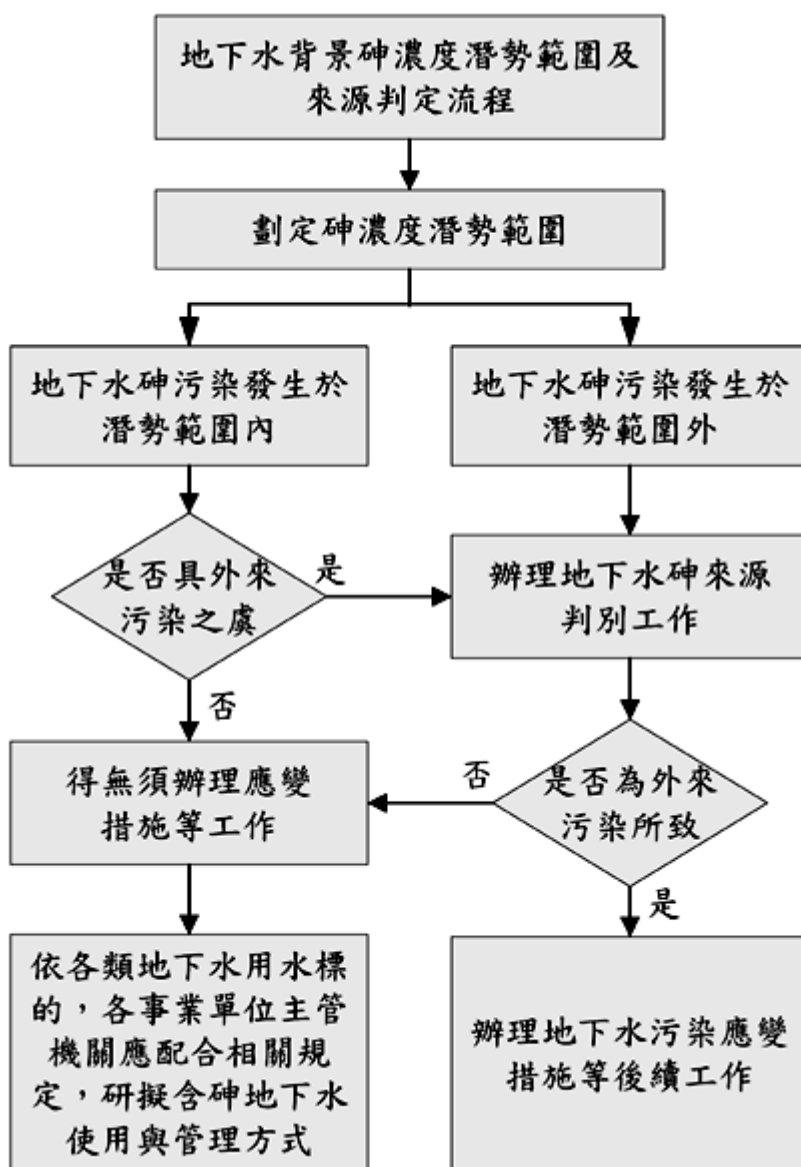 地下水背景砷濃度潛勢範圍及
來源判定流程
劃定砷濃度潛勢範圍
地下水砷污染發生於
潛勢範圍內
地下水砷污染發生於
潛勢範圍外
是否具外來
污染之虞
是
辦理地下水砷來源
判別工作
否
得無須辦理應變
措施等工作
否
是否為外來
污染所致
是
依各類地下水用水標
的，各事業單位主管
機關應配合相關規
定，研擬含砷地下水
使用與管理方式
辦理地下水污染應變
措施等後續工作